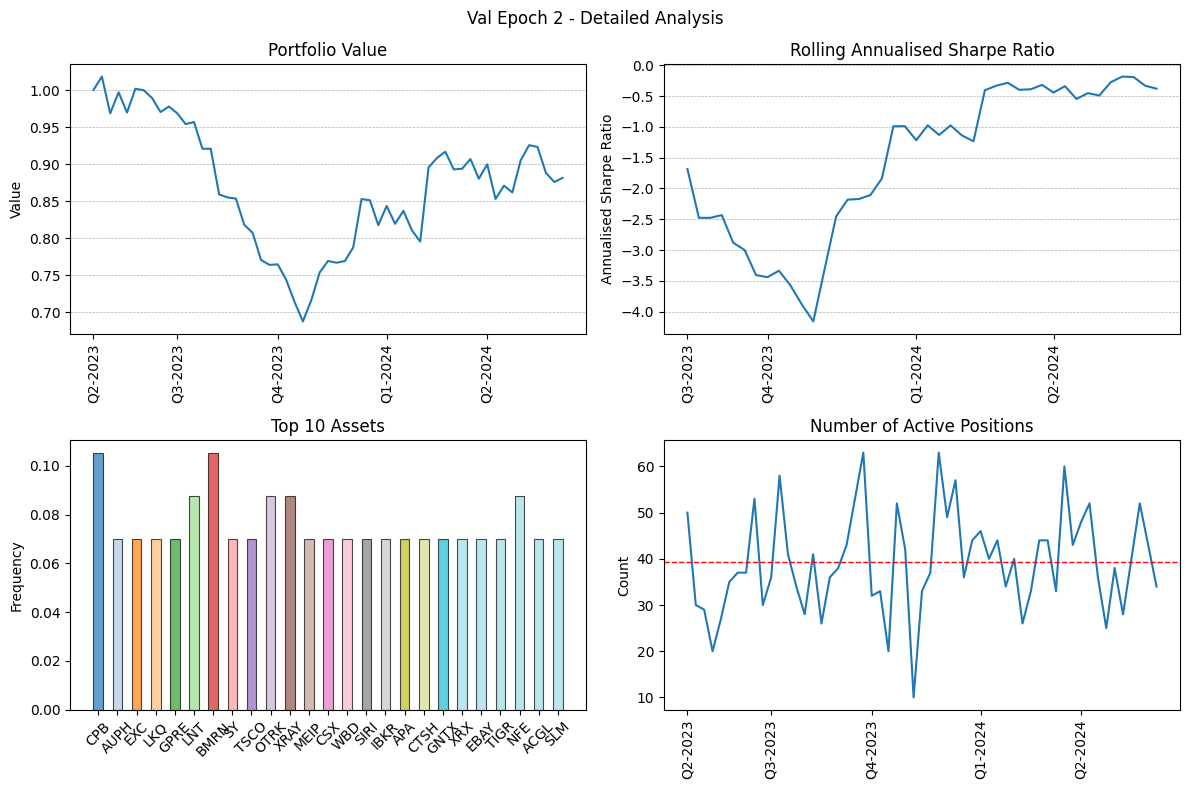 Val Epoch 2 - Detailed Analysis
Portfolio Value
Value
1.00
0.95
0.90
0.85
0.80
0.75
0.70
Q2-2023
Q3-2023
Q4-2023
Q1-2024
Q2-2024
Rolling Annualised Sharpe Ratio
Annualised Sharpe Ratio
0.0
−0.5
−1.0
−1.5
−2.0
−2.5
−3.0
−3.5
−4.0
Q3-2023
Q4-2023
Q1-2024
Q2-2024
Top 10 Assets
Frequency
0.10
0.08
0.06
0.04
0.02
0.00
CPB
AUPH
EXC
LKQ
GPRE
LNT
BMRN
SY
TSCO
OTRK
XRAY
MEIP
CSX
WBD
SIRI
IBKR
APA
CTSH
GNTX
XRX
EBAY
TIGR
NFE
ACGL
SLM
Number of Active Positions
Count
60
50
40
30
20
10
Q2-2023
Q3-2023
Q4-2023
Q1-2024
Q2-2024